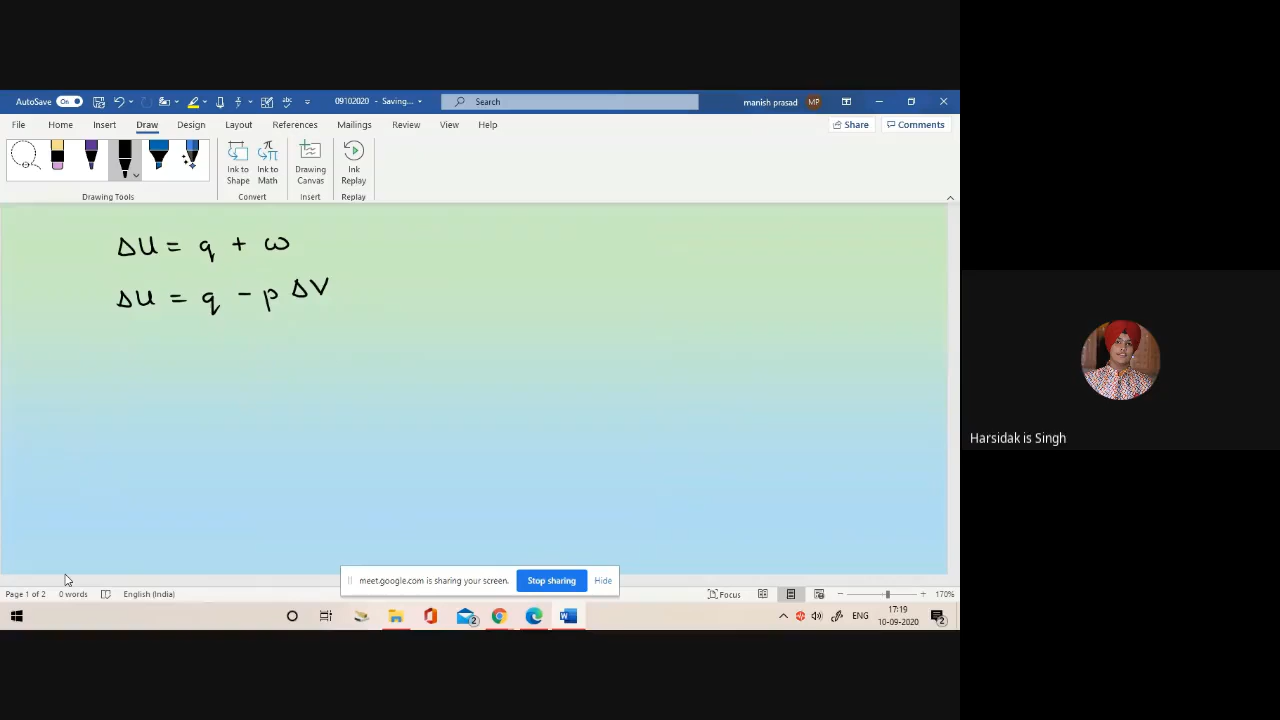 AutoSave On
09102020 - Saving...
Search
manish prasad MP
File Home Insert Draw Design Layout References Mailings Review View Help
Share Comments
Ink to Shape
Ink to Math
Drawing Canvas
Ink Replay
Drawing Tools Convert Insert Replay
ΔU = q + ω
ΔU = q - p ΔV
Harsidak is Singh
meet.google.com is sharing your screen. Stop sharing Hide
Page 1 of 2 0 words English (India) Focus 170%
2 ENG 17:19 10-09-2020 2